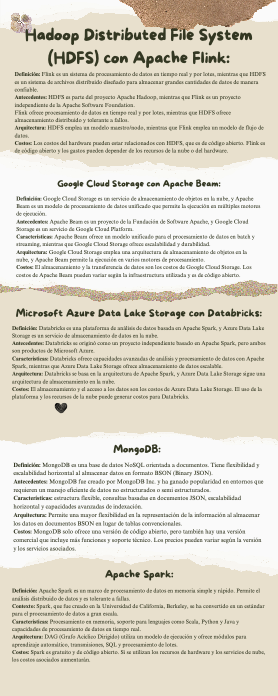 Hadoop Distributed File System
(HDFS) con Apache Flink:
Definición: Flink es un sistema de procesamiento de datos en tiempo real y por lotes, mientras que HDFS
es un sistema de archivos distribuido diseñado para almacenar grandes cantidades de datos de manera
confiable.
Antecedentes: HDFS es parte del proyecto Apache Hadoop, mientras que Flink es un proyecto
independiente de la Apache Software Foundation.
Flink ofrece procesamiento de datos en tiempo real y por lotes, mientras que HDFS ofrece
almacenamiento distribuido y tolerante a fallos.
Arquitectura: HDFS emplea un modelo maestro/nodo, mientras que Flink emplea un modelo de flujo de
datos.
Costos: Los costos del hardware pueden estar relacionados con HDFS, que es de código abierto. Flink es
de código abierto y los gastos pueden depender de los recursos de la nube o del hardware.
Google Cloud Storage con Apache Beam:
Definición: Google Cloud Storage es un servicio de almacenamiento de objetos en la nube, y Apache
Beam es un modelo de procesamiento de datos unificado que permite la ejecución en múltiples motores
de ejecución.
Antecedentes: Apache Beam es un proyecto de la Fundación de Software Apache, y Google Cloud
Storage es un servicio de Google Cloud Platform.
Características: Apache Beam ofrece un modelo unificado para el procesamiento de datos en batch y
streaming, mientras que Google Cloud Storage ofrece escalabilidad y durabilidad.
Arquitectura: Google Storage emplea una arquitectura de almacenamiento de objetos en la
nube, y Apache Beam permite la ejecución de pipelines de procesamiento de datos.
Costos: El almacenamiento y la transferencia de datos son los costos de Google Cloud Storage. Los
costos de Apache Beam pueden variar según la infraestructura utilizada y es de código abierto.
Microsoft Azure Data Lake Storage con Databricks:
Definición: Databricks es una plataforma de análisis de datos basada en Apache Spark, y Azure Data Lake
Storage es un servicio de almacenamiento de datos en la nube.
Antecedentes: Databricks se originó como un proyecto independiente basado en Apache Spark, pero ambos
son productos de Microsoft Azure.
Características: Databricks ofrece capacidades avanzadas de análisis y procesamiento de datos con Apache
Spark, mientras que Azure Data Lake Storage ofrece almacenamiento de datos escalable.
Arquitectura: Databricks se basa en la arquitectura de Apache Spark, y Azure Data Lake Storage sigue una
arquitectura de almacenamiento en la nube.
Costos: El almacenamiento y el acceso a los datos son los costos de Azure Data Lake Storage. El uso de la
plataforma y los recursos de la nube puede generar costos para Databricks.
MongoDB:
Definición: MongoDB es una base de datos NoSQL orientada a documentos. Tiene flexibilidad y
escalabilidad horizontal al almacenar datos en formato BSON (Binary JSON).
Antecedentes: MongoDB fue creado por MongoDB Inc. y ha ganado popularidad en entornos que
requieren un manejo eficiente de datos no estructurados o semi estructurados.
Características: estructura flexible, consultas basadas en documentos JSON, escalabilidad
horizontal y capacidades avanzadas de indexación.
Arquitectura: Permite una mayor flexibilidad en la representación de la información al almacenar
los datos en documentos BSON en lugar de tablas convencionales.
Costos: MongoDB solo ofrece una versión de código abierto, pero también hay una versión
comercial que incluye más funciones y soporte técnico. Los precios pueden variar según la versión
y los servicios asociados.
Apache Spark:
Definición: Apache Spark es un marco de procesamiento de datos en memoria simple y rápido. Permite el
análisis distribuido de datos y es tolerante a fallas.
Contexto: Spark, que fue creado en la Universidad de California, Berkeley, se ha convertido en un estándar
para el procesamiento de datos a gran escala.
Características: Procesamiento en memoria, soporte para lenguajes como Scala, Python y Java y
capacidades de procesamiento de datos en tiempo real.
Arquitectura: DAG (Grafo Acíclico Dirigido) utiliza un modelo de ejecución y ofrece módulos para
aprendizaje automático, transmisiones, SQL y procesamiento de lotes.
Costos: Spark es gratuito y de código abierto. Si se utilizan los recursos de hardware y los servicios de nube,
los costos asociados aumentarán.